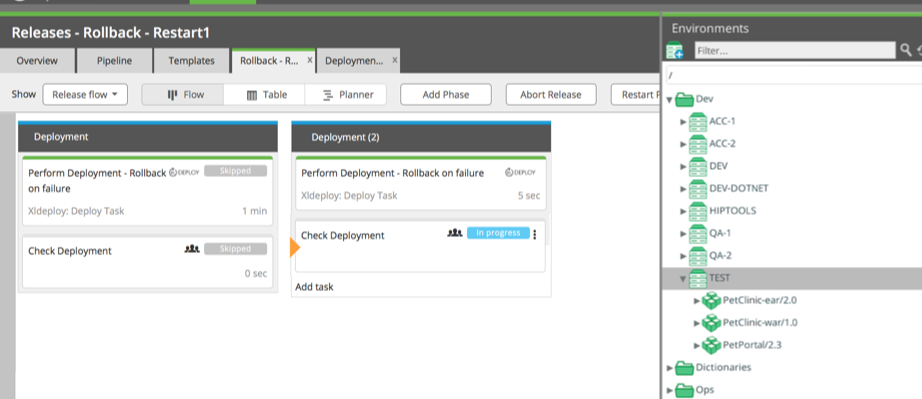 Releases - Rollback - Restart1
Overview
Pipeline
Templates
Rollback - R... x
Deploymen... x
Show
Release flow
Flow
Table
Planner
Add Phase
Abort Release
Restart
Deployment
Perform Deployment - Rollback DEPLOY Skipped
on failure
Xldeploy: Deploy Task 1 min
Check Deployment Skipped
0 sec
Deployment (2)
Perform Deployment - Rollback on failure DEPLOY
Xldeploy: Deploy Task 5 sec
Check Deployment In progress
Add task
Environments
Filter...
/
Dev
ACC-1
ACC-2
DEV
DEV-DOTNET
HIPTOOLS
QA-1
QA-2
TEST
PetClinic-ear/2.0
PetClinic-war/1.0
PetPortal/2.3
Dictionaries
Ops